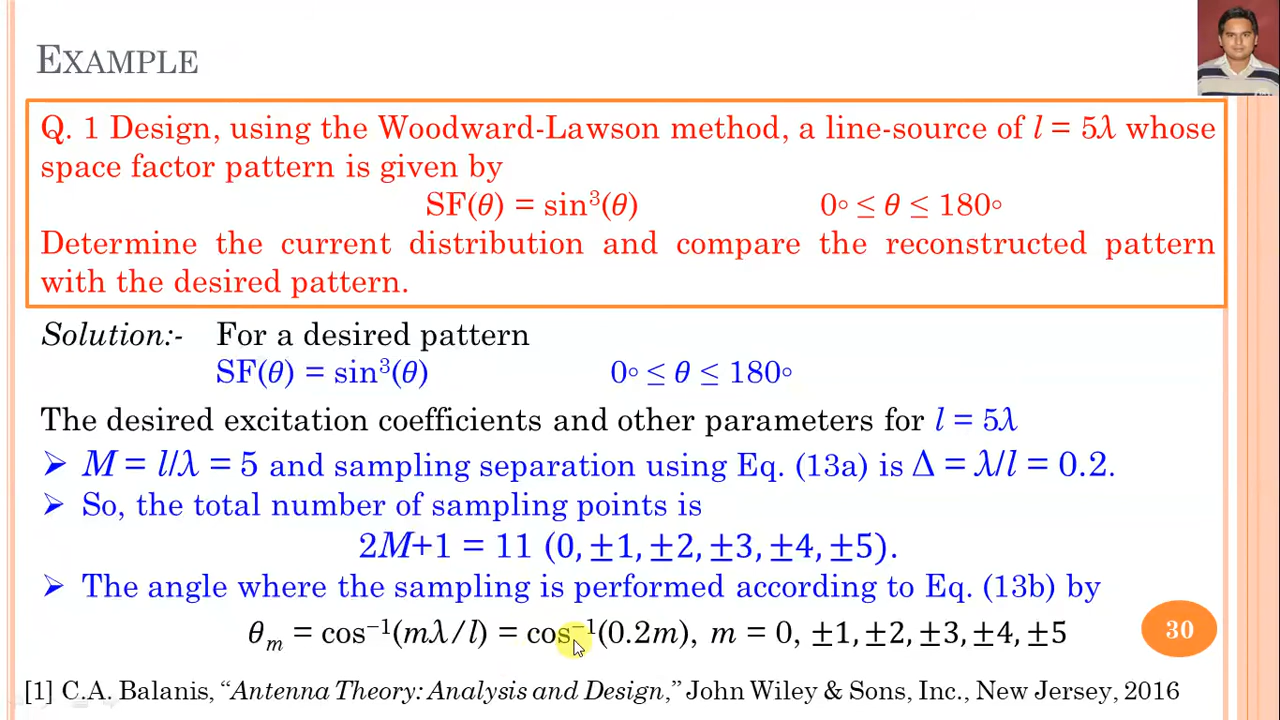 EXAMPLE
Q. 1 Design, using the Woodward-Lawson method, a line-source of l = 5λ whose
space factor pattern is given by
SF(θ) = sin³(θ) 0° ≤ θ ≤ 180°
Determine the current distribution and compare the reconstructed pattern
with the desired pattern.
Solution:- For a desired pattern
SF(θ) = sin³(θ) 0° ≤ θ ≤ 180°
The desired excitation coefficients and other parameters for l = 5λ
➢ M = l/λ = 5 and sampling separation using Eq. (13a) is Δ = λ/l = 0.2.
➢ So, the total number of sampling points is
2M+1 = 11 (0, ±1, ±2, ±3, ±4, ±5).
➢ The angle where the sampling is performed according to Eq. (13b) by
θₘ = cos⁻¹(mλ/l) = cos⁻¹(0.2m), m = 0, ±1, ±2, ±3, ±4, ±5
30
[1] C.A. Balanis, “Antenna Theory: Analysis and Design,” John Wiley & Sons, Inc., New Jersey, 2016